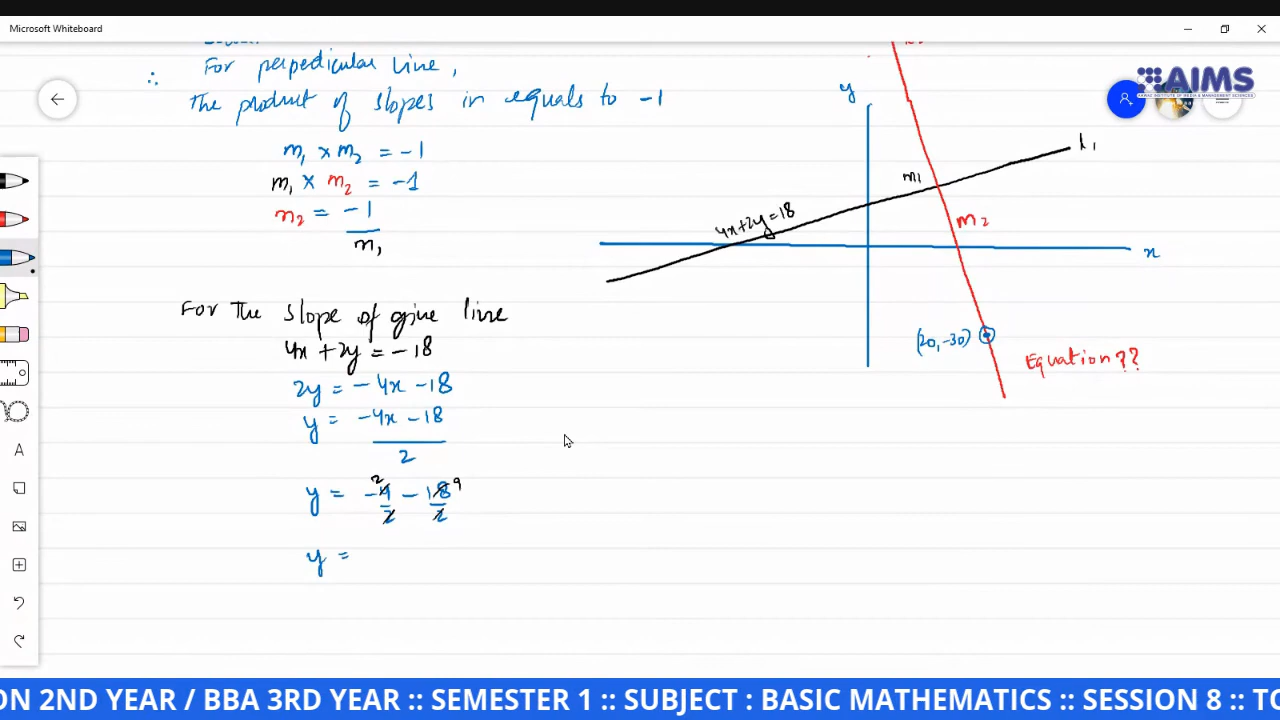 Microsoft Whiteboard
For perpedicular line,
∴
The product of slopes in equals to -1
m₁ × m₂ = -1
m₁ × m₂ = -1
m₂ = -1
m₁
For the slope of give line
4x + 2y = -18
2y = -4x -18
y = -4x -18
2
y = -4/2 - 18/2
2 9
y =
y
L₁
m₁
4x+2y=18
m₂
x
(20,-30)
Equation??
AIMS
A
ON 2ND YEAR / BBA 3RD YEAR :: SEMESTER 1 :: SUBJECT : BASIC MATHEMATICS :: SESSION 8 :: TO